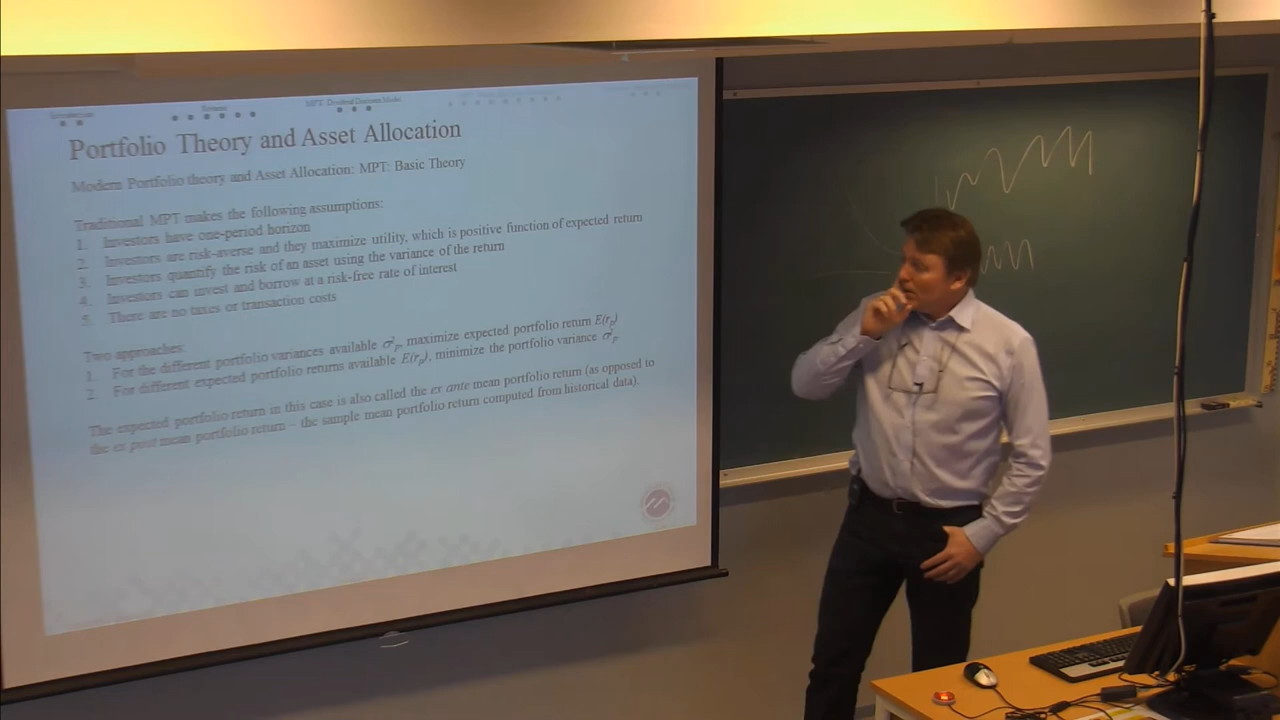 MPT: Dividend Discount Model
Portfolio Theory and Asset Allocation
Modern Portfolio theory and Asset Allocation: MPT: Basic Theory
Traditional MPT makes the following assumptions:
1. Investors have one-period horizon
2. Investors are risk-averse and they maximize utility, which is positive function of expected return
3. Investors quantify the risk of an asset using the variance of the return
4. Investors can invest and borrow at a risk-free rate of interest
5. There are no taxes or transaction costs
Two approaches:
1. For the different portfolio variances available σ²ₚ, maximize expected portfolio return E(rₚ)
2. For different expected portfolio returns available E(rₚ), minimize the portfolio variance σ²ₚ
The expected portfolio return in this case is also called the ex ante mean portfolio return (as opposed to
the ex post mean portfolio return – the sample mean portfolio return computed from historical data).